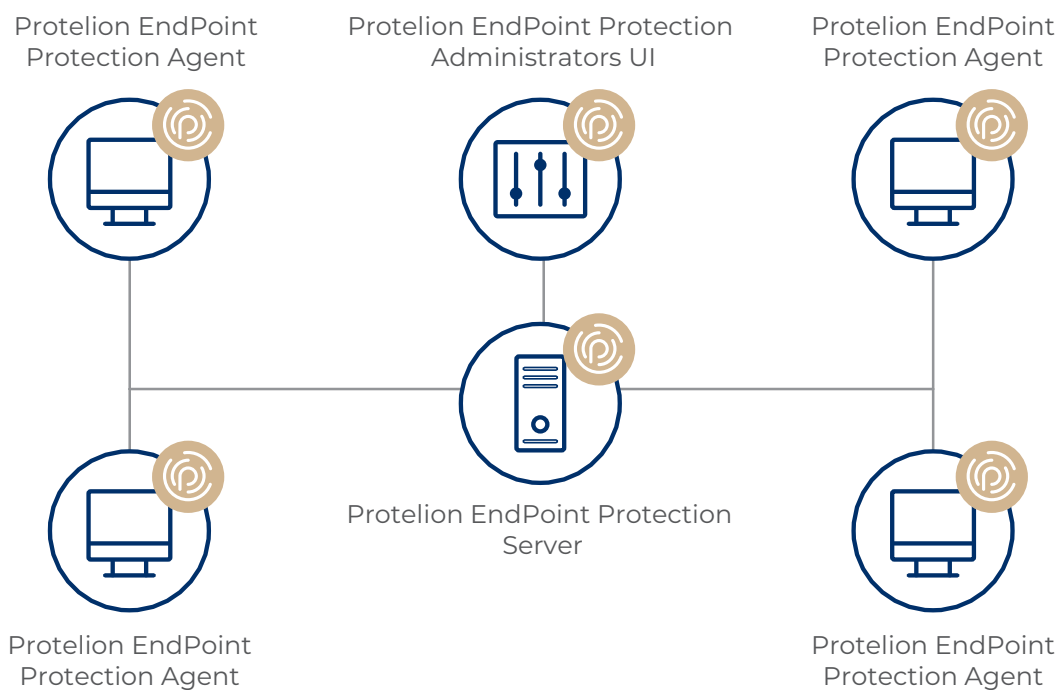 Protelion EndPoint
Protection Agent
Protelion EndPoint Protection
Administrators UI
Protelion EndPoint
Protection Agent
Protelion EndPoint Protection
Server
Protelion EndPoint
Protection Agent
Protelion EndPoint
Protection Agent